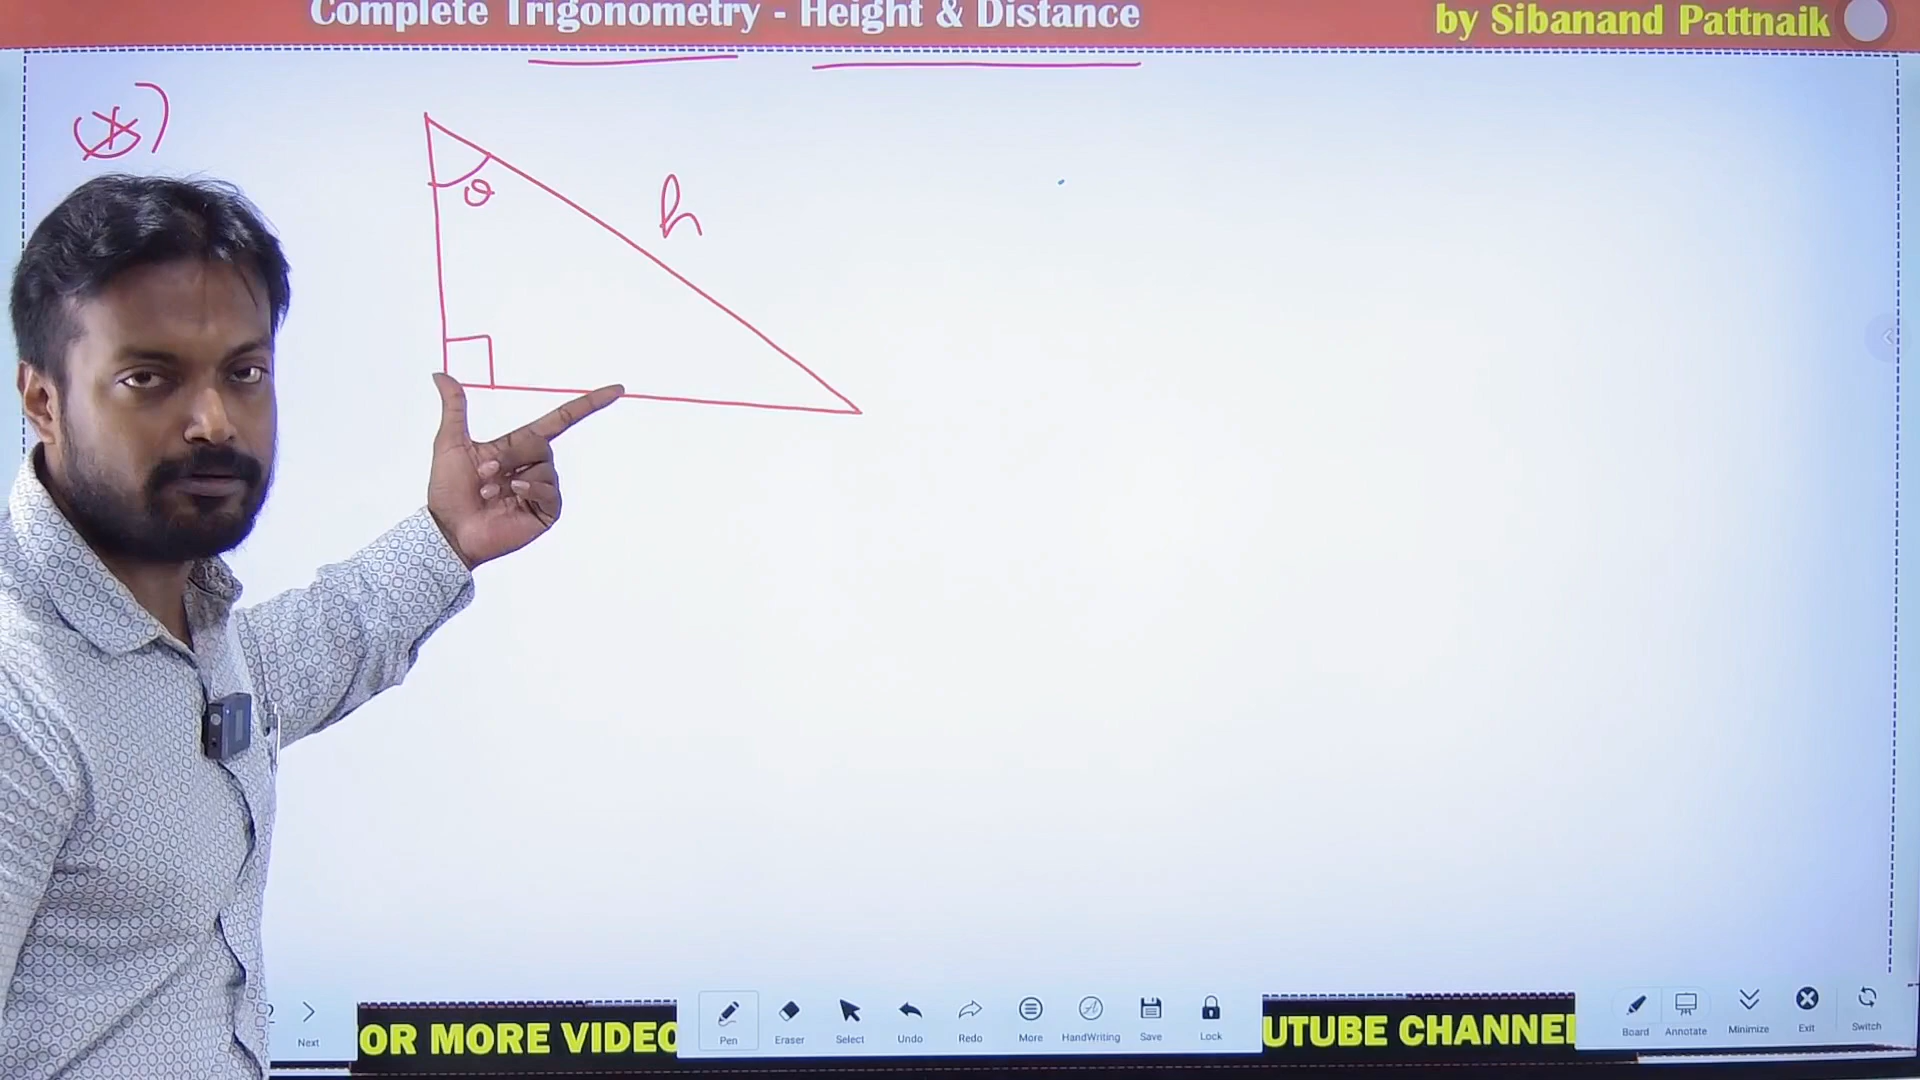 Complete Trigonometry - Height & Distance
by Sibanand Pattnaik
θ
h
Next
OR MORE VIDEO
Pen
Eraser
Select
Undo
Redo
More
HandWriting
Save
Lock
UTUBE CHANNEL
Board
Annotate
Minimize
Exit
Switch